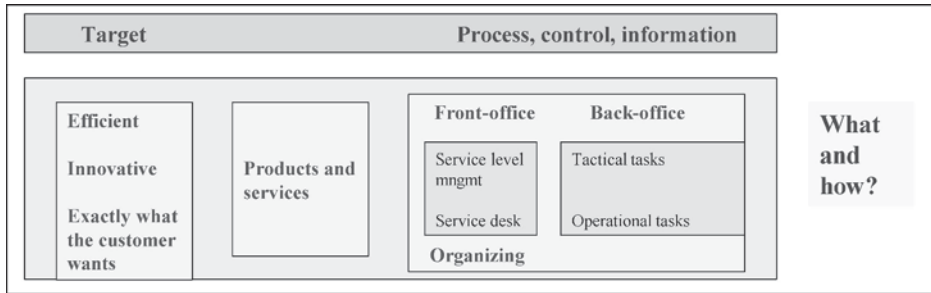 Target
Process, control, information
Efficient
Innovative
Exactly what
the customer
wants
Products and
services
Front-office
Service level
mngmt
Service desk
Back-office
Tactical tasks
Operational tasks
Organizing
What
and
how?